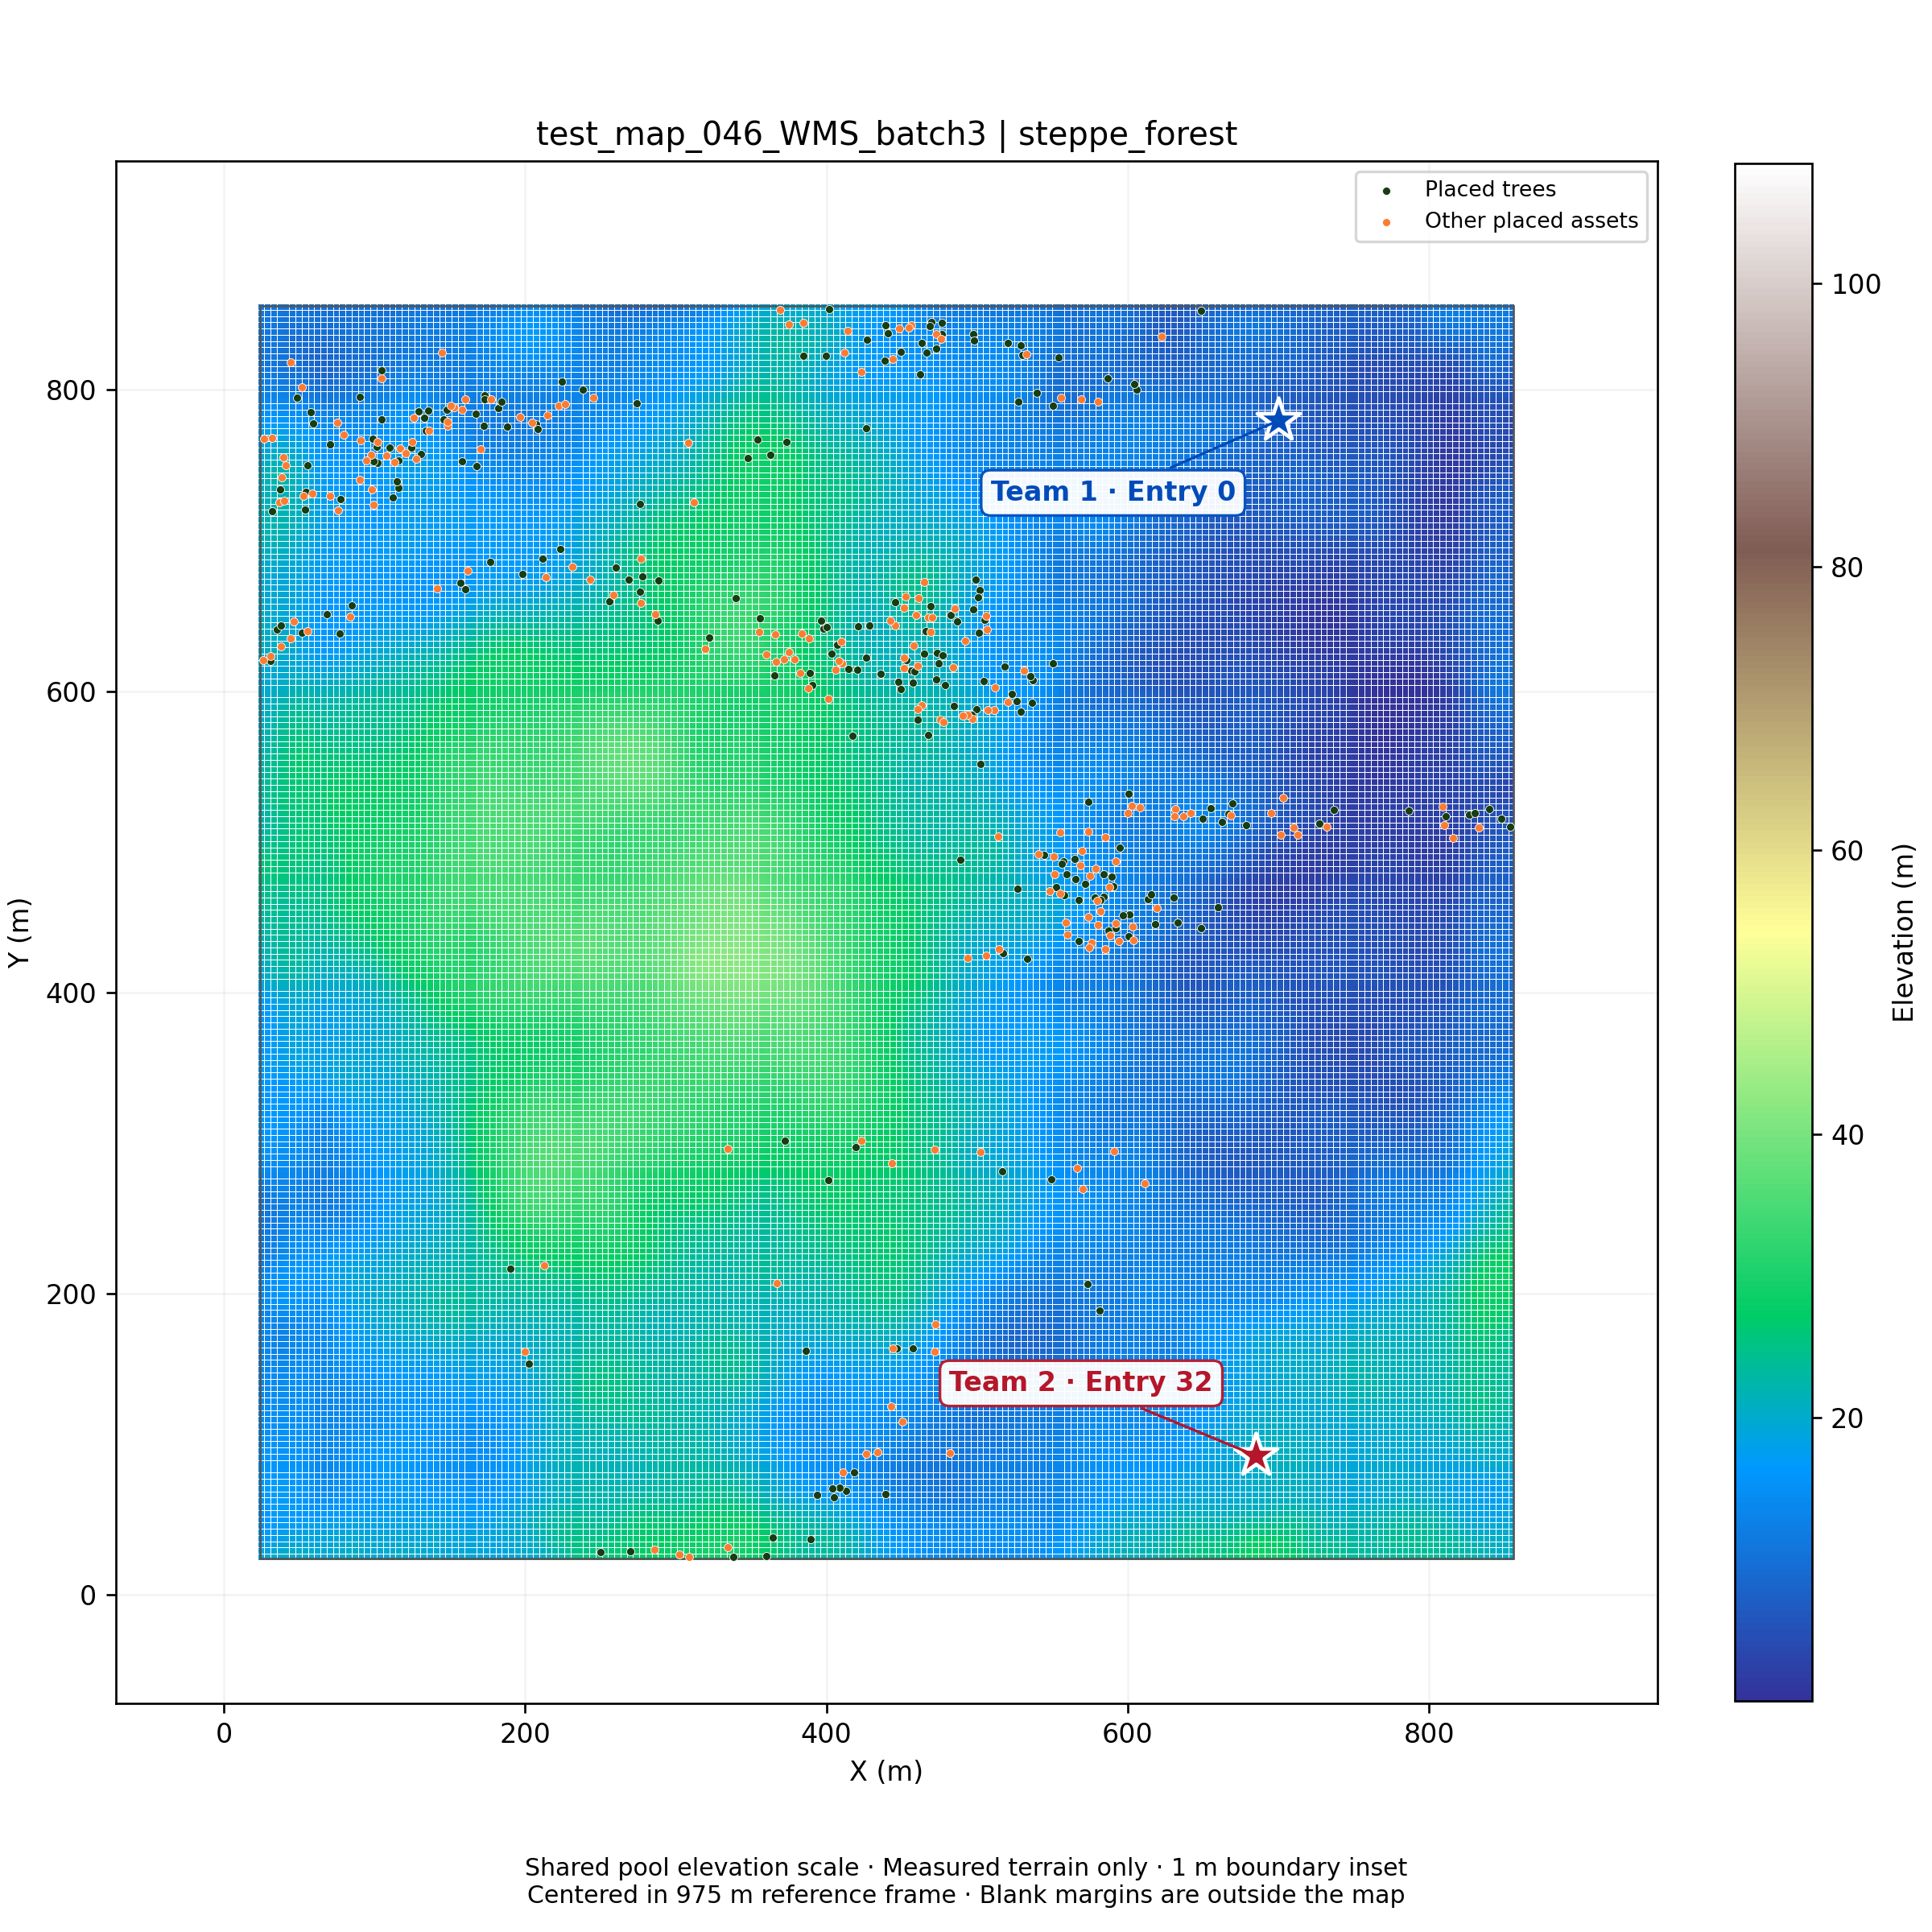 test_map_046_WMS_batch3 | steppe_forest
Placed trees
Other placed assets
Team 1 · Entry 0
Team 2 · Entry 32
800
600
400
200
0
Y (m)
0
200
400
600
800
X (m)
100
80
60
40
20
Elevation (m)
Shared pool elevation scale · Measured terrain only · 1 m boundary inset
Centered in 975 m reference frame · Blank margins are outside the map